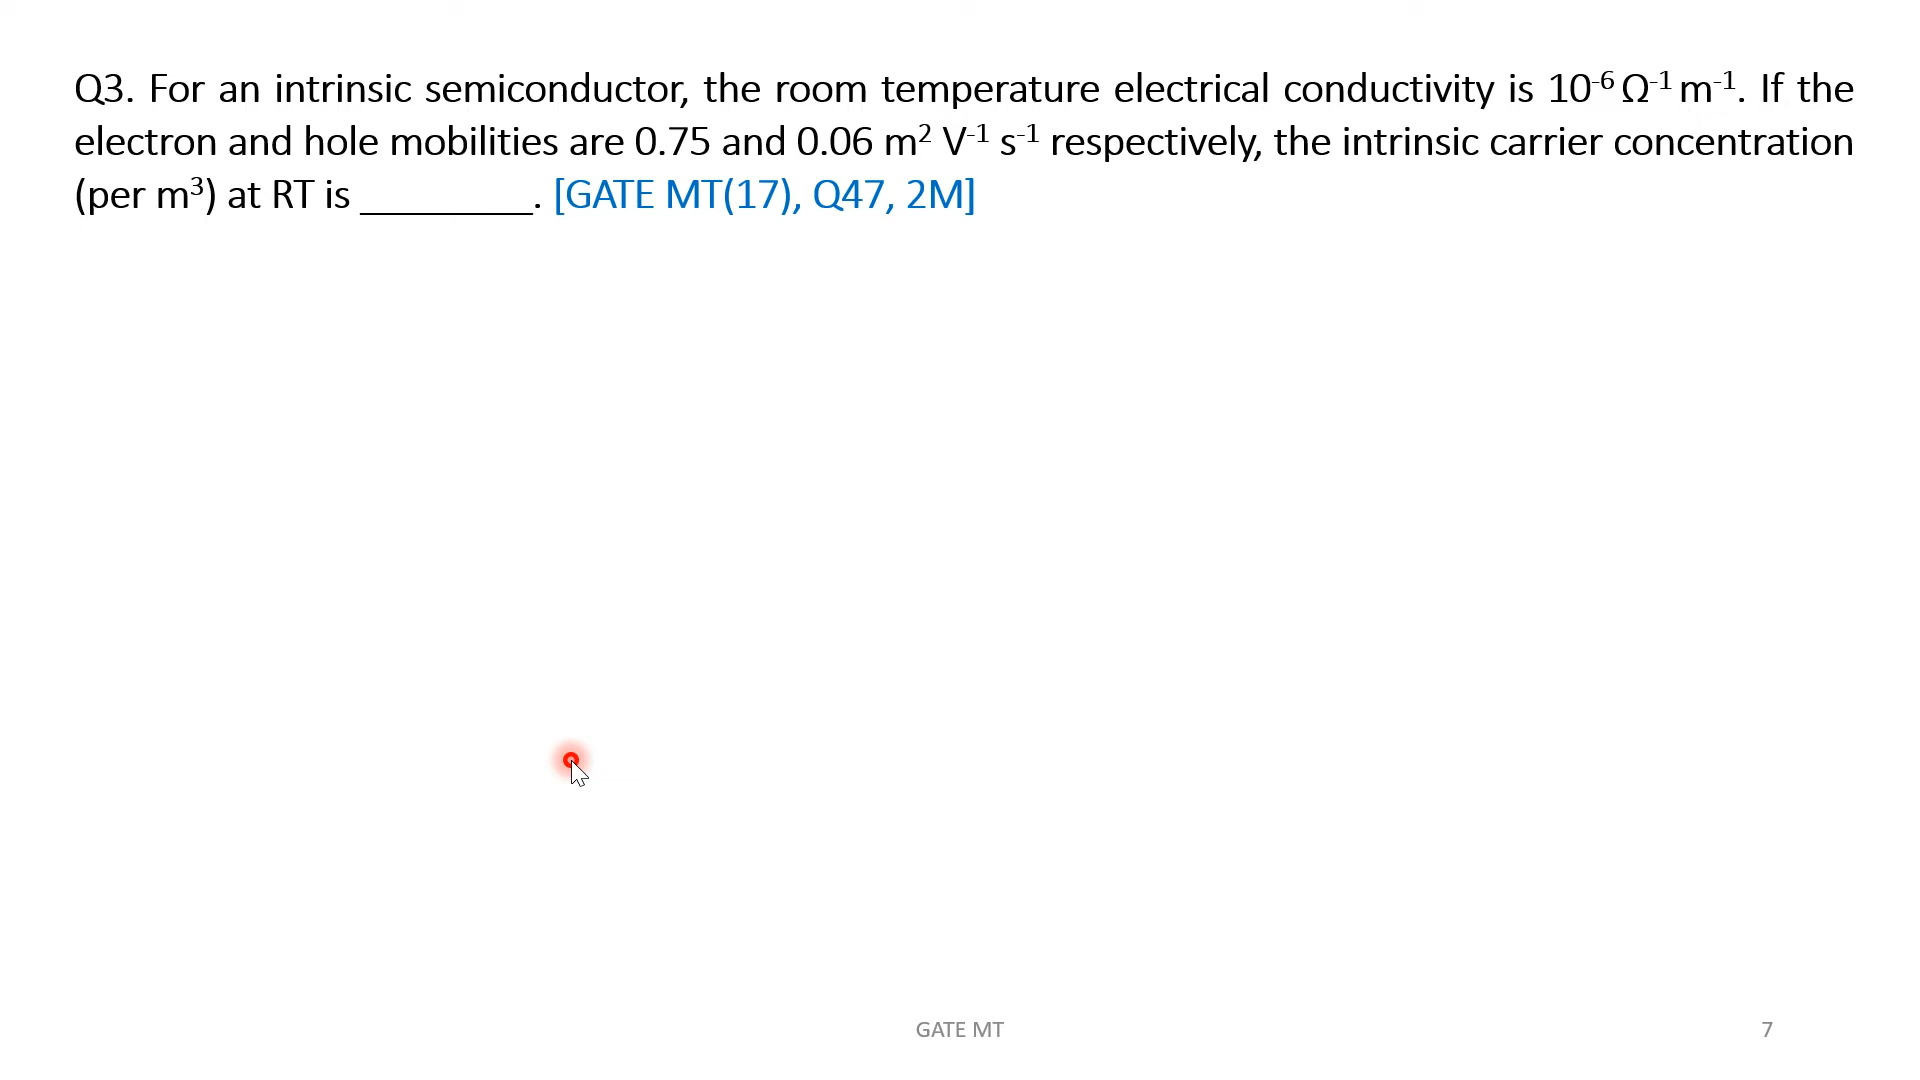 Q3. For an intrinsic semiconductor, the room temperature electrical conductivity is 10⁻⁶ Ω⁻¹ m⁻¹. If the
electron and hole mobilities are 0.75 and 0.06 m² V⁻¹ s⁻¹ respectively, the intrinsic carrier concentration
(per m³) at RT is ________. [GATE MT(17), Q47, 2M]
GATE MT
7